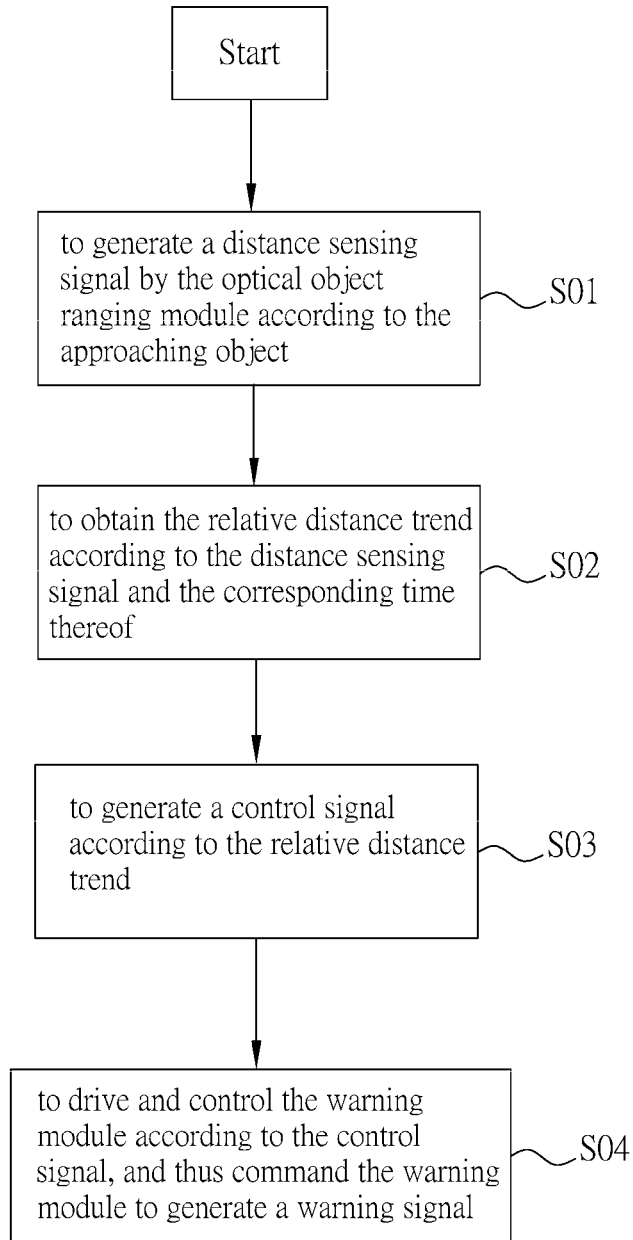 Start
to generate a distance sensing
signal by the optical object
ranging module according to the
approaching object
S01
to obtain the relative distance trend
according to the distance sensing
signal and the corresponding time
thereof
S02
to generate a control signal
according to the relative distance
trend
S03
to drive and control the warning
module according to the control
signal, and thus command the warning
module to generate a warning signal
S04